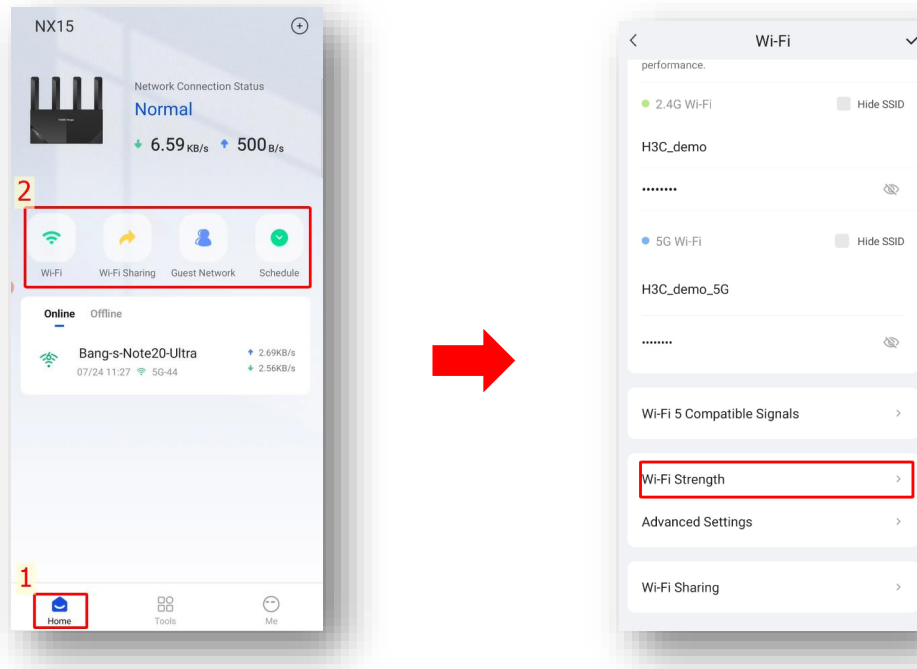 NX15
Network Connection Status
Normal
6.59 KB/s 500 B/s
2
Wi-Fi Wi-Fi Sharing Guest Network Schedule
Online Offline
Bang-s-Note20-Ultra 2.69KB/s
07/24 11:27 5G-44 2.56KB/s
1
Home Tools Me
Wi-Fi
performance.
2.4G Wi-Fi Hide SSID
H3C_demo
••••••••
5G Wi-Fi Hide SSID
H3C_demo_5G
••••••••
Wi-Fi 5 Compatible Signals
Wi-Fi Strength
Advanced Settings
Wi-Fi Sharing